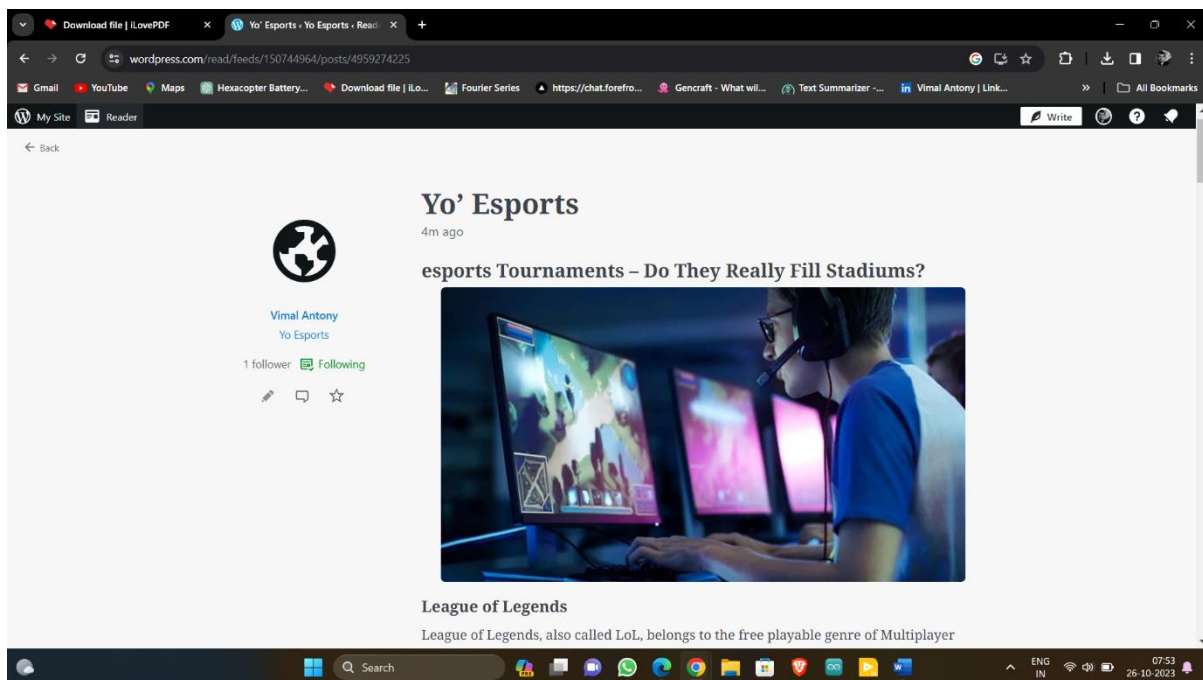 Download file | iLovePDF
Yo' Esports ‹ Yo Esports ‹ Read
wordpress.com/read/feeds/150744964/posts/4959274225
Gmail YouTube Maps Hexacopter Battery... Download file | iLo... Fourier Series https://chat.forefro... Gencraft - What wil... Text Summarizer -... Vimal Antony | Link... » All Bookmarks
My Site Reader Write
← Back
Yo’ Esports
4m ago
esports Tournaments – Do They Really Fill Stadiums?
Vimal Antony
Yo Esports
1 follower Following
League of Legends
League of Legends, also called LoL, belongs to the free playable genre of Multiplayer
Search
ENG
IN
07:53
26-10-2023